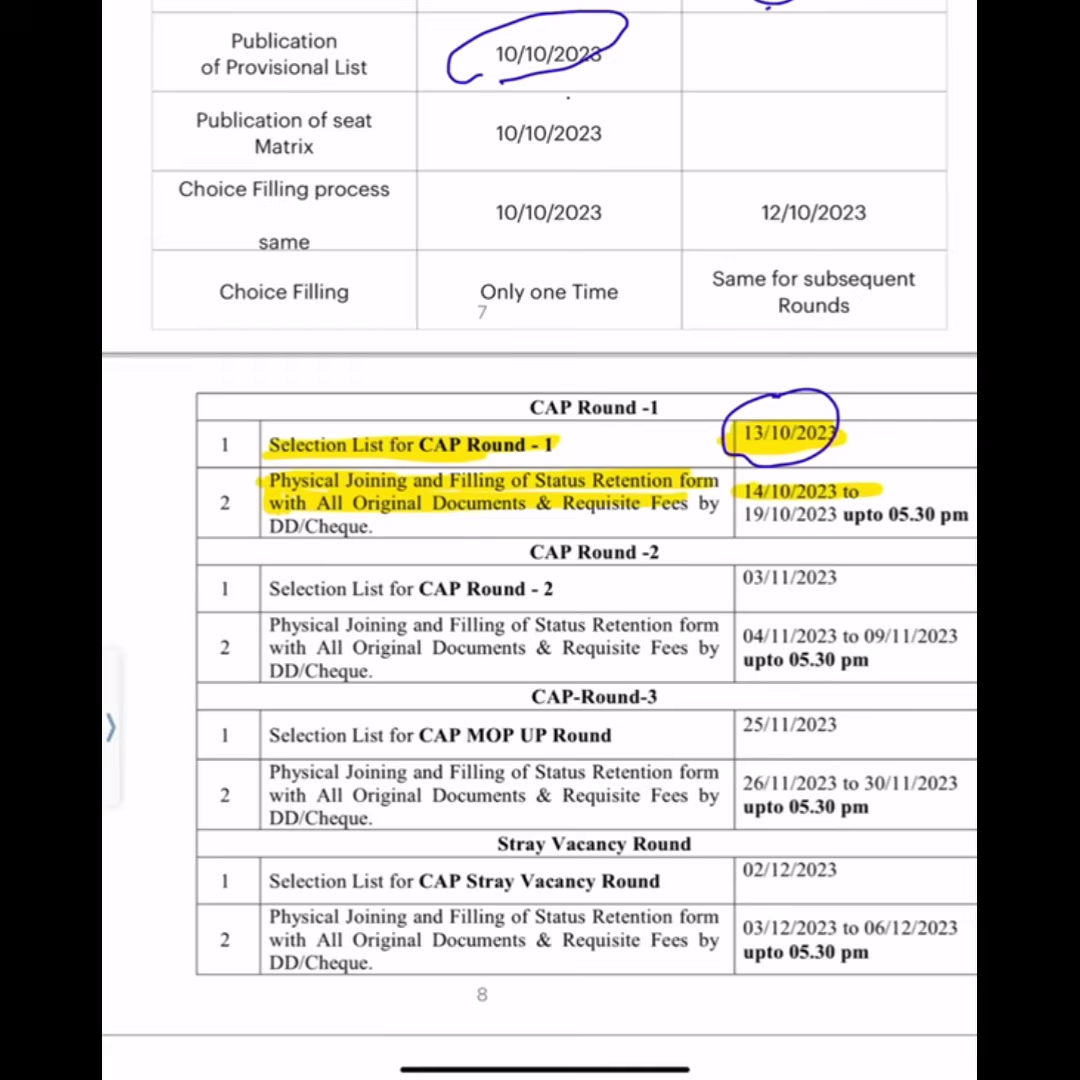 Publication
of Provisional List
10/10/2023
Publication of seat
Matrix
10/10/2023
Choice Filling process
same
10/10/2023
12/10/2023
Choice Filling
Only one Time
Same for subsequent
Rounds
7
CAP Round -1
1
Selection List for CAP Round - 1
13/10/2023
2
Physical Joining and Filling of Status Retention form
with All Original Documents & Requisite Fees by
DD/Cheque.
14/10/2023 to
19/10/2023 upto 05.30 pm
CAP Round -2
1
Selection List for CAP Round - 2
03/11/2023
2
Physical Joining and Filling of Status Retention form
with All Original Documents & Requisite Fees by
DD/Cheque.
04/11/2023 to 09/11/2023
upto 05.30 pm
CAP-Round-3
1
Selection List for CAP MOP UP Round
25/11/2023
2
Physical Joining and Filling of Status Retention form
with All Original Documents & Requisite Fees by
DD/Cheque.
26/11/2023 to 30/11/2023
upto 05.30 pm
Stray Vacancy Round
1
Selection List for CAP Stray Vacancy Round
02/12/2023
2
Physical Joining and Filling of Status Retention form
with All Original Documents & Requisite Fees by
DD/Cheque.
03/12/2023 to 06/12/2023
upto 05.30 pm
8